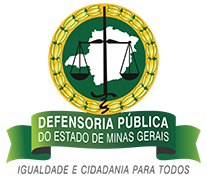 DEFENSORIA PÚBLICA
DO ESTADO DE MINAS GERAIS
IGUALDADE E CIDADANIA PARA TODOS